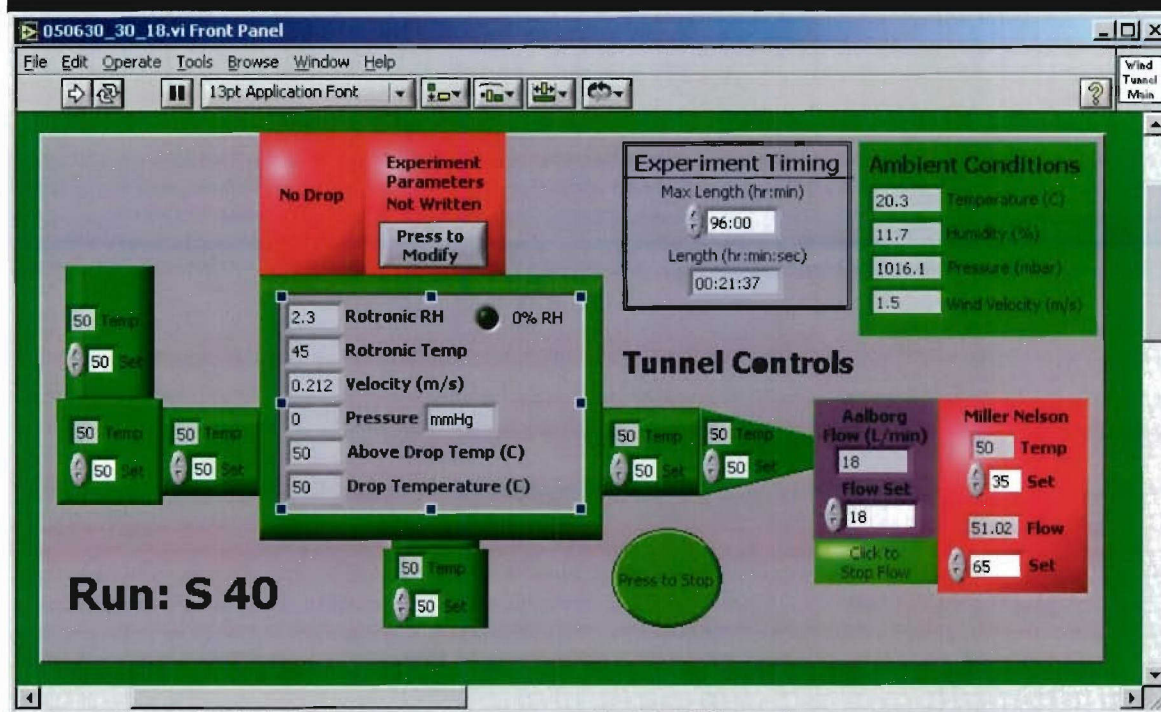 050630_30_18.vi Front Panel
File Edit Operate Tools Browse Window Help
13pt Application Font
Wind
Tunnel
Main
No Drop
Experiment
Parameters
Not Written
Press to
Modify
Experiment Timing
Max Length (hr:min)
96:00
Length (hr:min:sec)
00:21:37
Ambient Conditions
20.3 Temperature (C)
11.7 Humidity (%)
1016.1 Pressure (mbar)
1.5 Wind Velocity (m/s)
50 Temp
50 Set
2.3 Rotronic RH 0% RH
45 Rotronic Temp
0.212 Velocity (m/s)
0 Pressure mmHg
50 Above Drop Temp (C)
50 Drop Temperature (C)
Tunnel Controls
50 Temp
50 Set
50 Temp
50 Set
50 Temp
50 Set
50 Temp
50 Set
Aalborg
Flow (L/min)
18
Flow Set
18
Click to
Stop Flow
Miller Nelson
50 Temp
35 Set
51.02 Flow
65 Set
50 Temp
50 Set
Press to Stop
Run: S 40